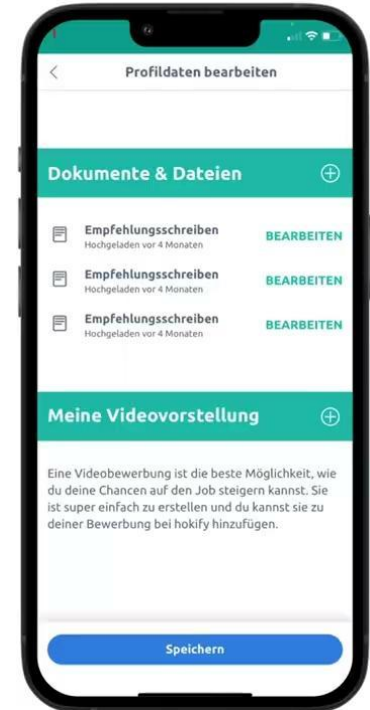 Profildaten bearbeiten
Dokumente & Dateien
Empfehlungsschreiben
Hochgeladen vor 4 Monaten
BEARBEITEN
Empfehlungsschreiben
Hochgeladen vor 4 Monaten
BEARBEITEN
Empfehlungsschreiben
Hochgeladen vor 4 Monaten
BEARBEITEN
Meine Videovorstellung
Eine Videobewerbung ist die beste Möglichkeit, wie
du deine Chancen auf den Job steigern kannst. Sie
ist super einfach zu erstellen und du kannst sie zu
deiner Bewerbung bei hokify hinzufügen.
Speichern